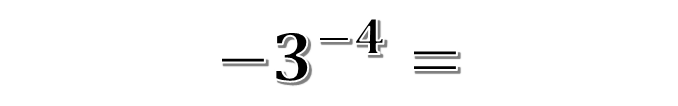 −3⁻⁴ =